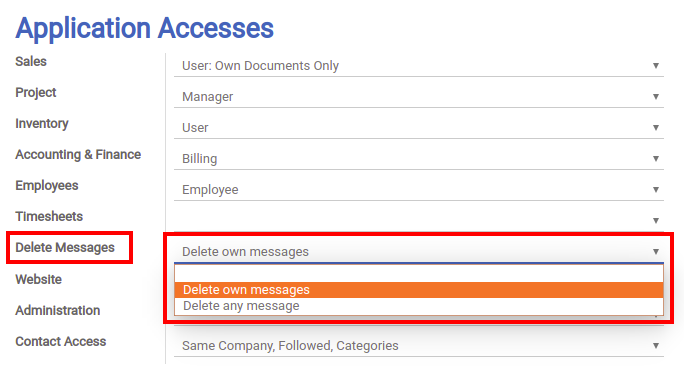 Application Accesses
Sales
User: Own Documents Only
Project
Manager
Inventory
User
Accounting & Finance
Billing
Employees
Employee
Timesheets
Delete Messages
Delete own messages
Delete own messages
Website
Delete any message
Administration
Contact Access
Same Company, Followed, Categories